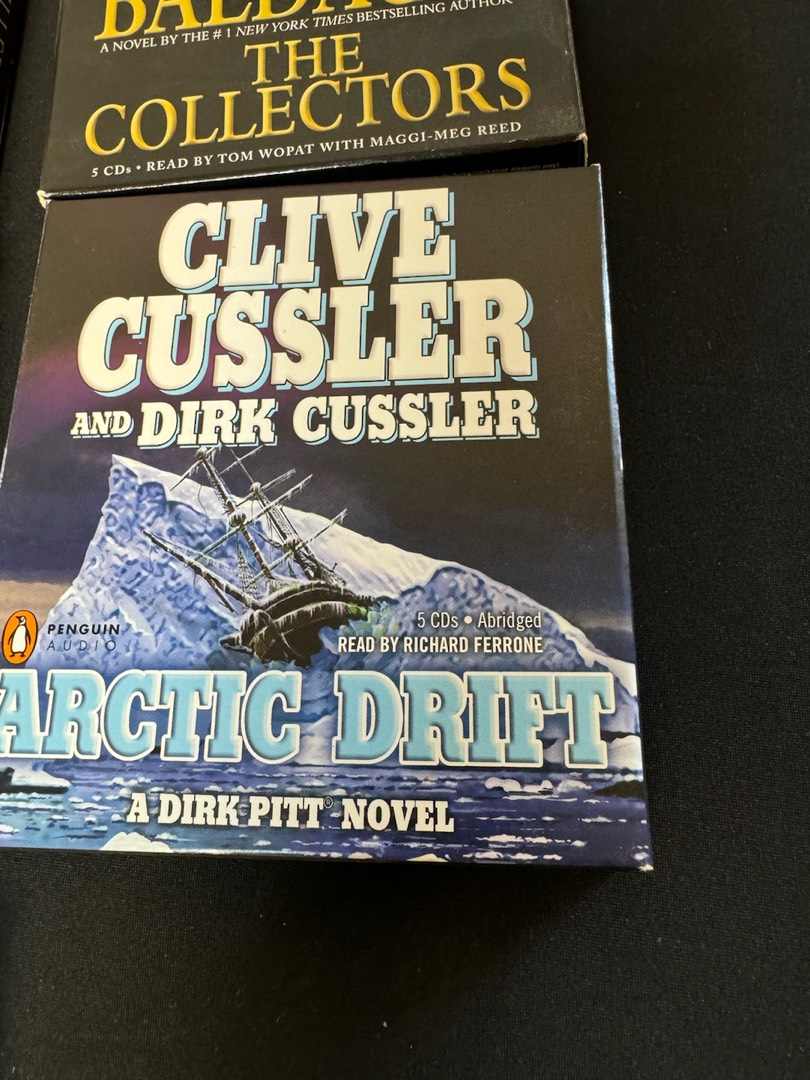 A NOVEL BY THE #1 NEW YORK TIMES BESTSELLING AUTHOR
THE
COLLECTORS
5 CDs • READ BY TOM WOPAT WITH MAGGI-MEG REED
CLIVE
CUSSLER
AND DIRK CUSSLER
5 CDs • Abridged
READ BY RICHARD FERRONE
PENGUIN
AUDIO
ARCTIC DRIFT
A DIRK PITT® NOVEL